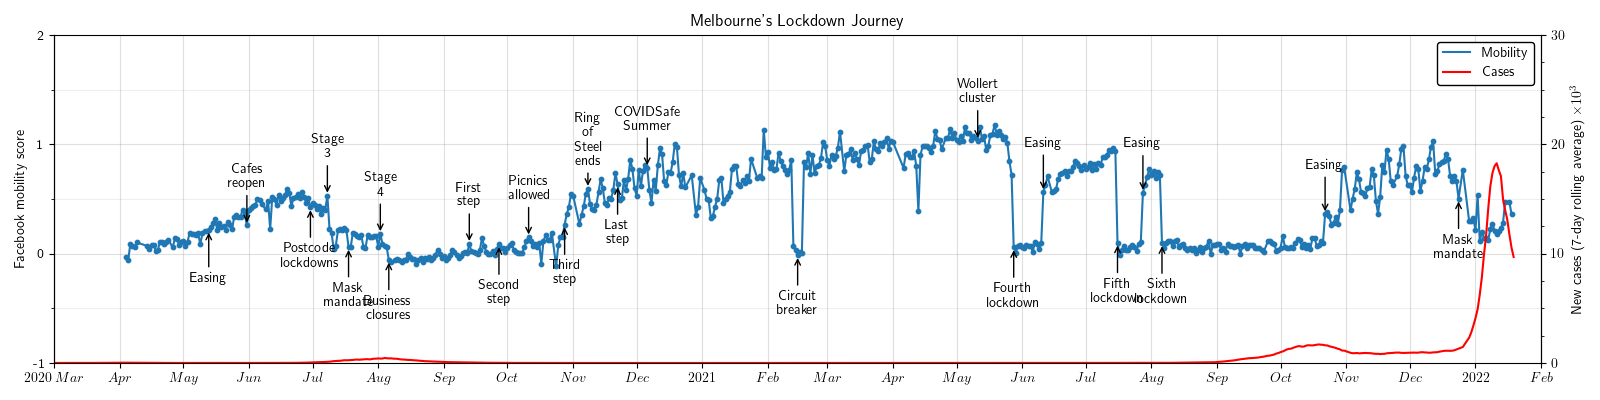 Melbourne's Lockdown Journey
2
1
0
-1
Facebook mobility score
30
20
10
0
New cases (7-day rolling average) ×10³
Mobility
Cases
Easing
Cafes
reopen
Postcode
lockdowns
Stage
3
Mask
mandate
Stage
4
Business
closures
First
step
Second
step
Picnics
allowed
Third
step
Ring
of
Steel
ends
Last
step
COVIDSafe
Summer
Circuit
breaker
Wollert
cluster
Fourth
lockdown
Easing
Fifth
lockdown
Easing
Sixth
lockdown
Easing
Mask
mandate
2020 Mar Apr May Jun Jul Aug Sep Oct Nov Dec 2021 Feb Mar Apr May Jun Jul Aug Sep Oct Nov Dec 2022 Feb